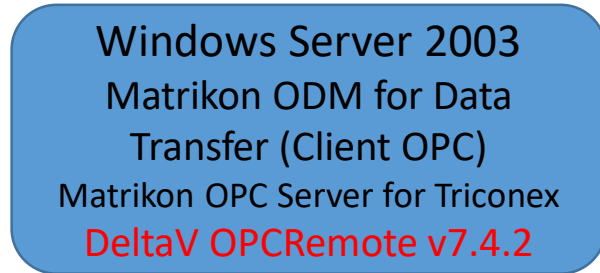 Windows Server 2003
Matrikon ODM for Data
Transfer (Client OPC)
Matrikon OPC Server for Triconex
DeltaV OPCRemote v7.4.2